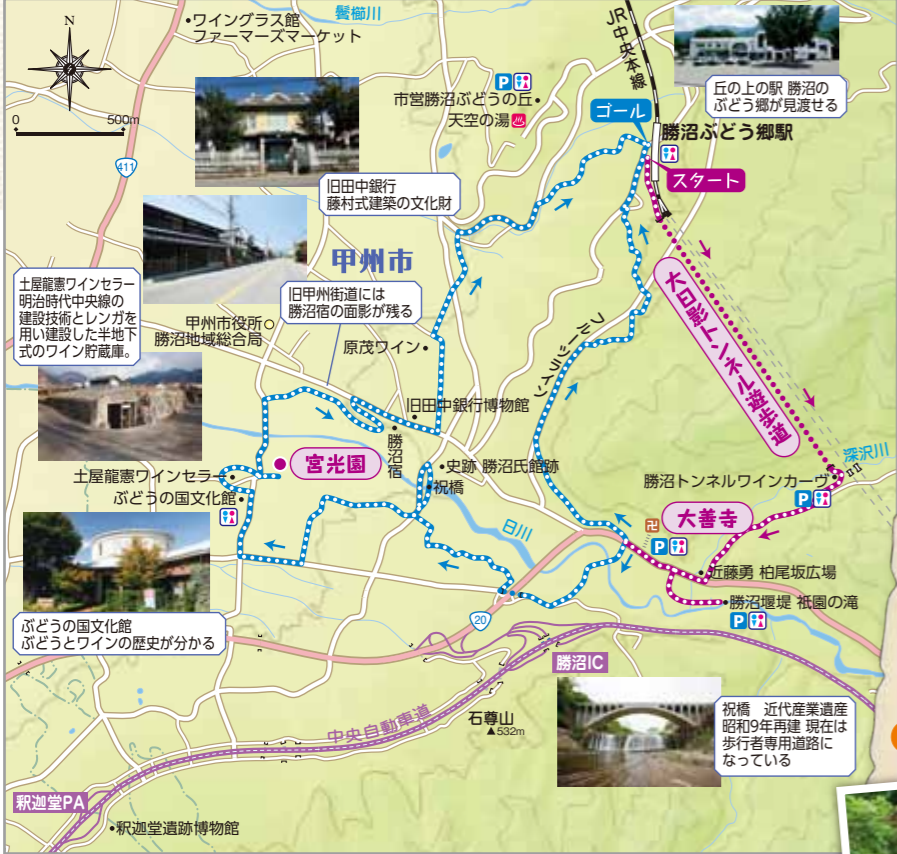 N
0 500m
411
・ワイングラス館
ファーマーズマーケット
鬢櫛川
JR中央本線
丘の上の駅 勝沼の
ぶどう郷が見渡せる
P
市営勝沼ぶどうの丘・
天空の湯
ゴール
勝沼ぶどう郷駅
スタート
旧田中銀行
藤村式建築の文化財
甲州市
旧甲州街道には
勝沼宿の面影が残る
土屋龍憲ワインセラー
明治時代中央線の
建設技術とレンガを
用い建設した半地下
式のワイン貯蔵庫。
甲州市役所
勝沼地域総合局
原茂ワイン・
フルーツライン
大日影トンネル遊歩道
旧田中銀行博物館
勝沼宿
深沢川
宮光園
・史跡 勝沼氏館跡
祝橋
土屋龍憲ワインセラー
ぶどうの国文化館
勝沼トンネルワインカーヴ
P
日川
大善寺
卍
P
近藤勇 柏尾坂広場
勝沼堰堤 祇園の滝
P
20
ぶどうの国文化館
ぶどうとワインの歴史が分かる
勝沼IC
中央自動車道
石尊山
▲532m
祝橋 近代産業遺産
昭和9年再建 現在は
歩行者専用道路に
なっている
釈迦堂PA
・釈迦堂遺跡博物館